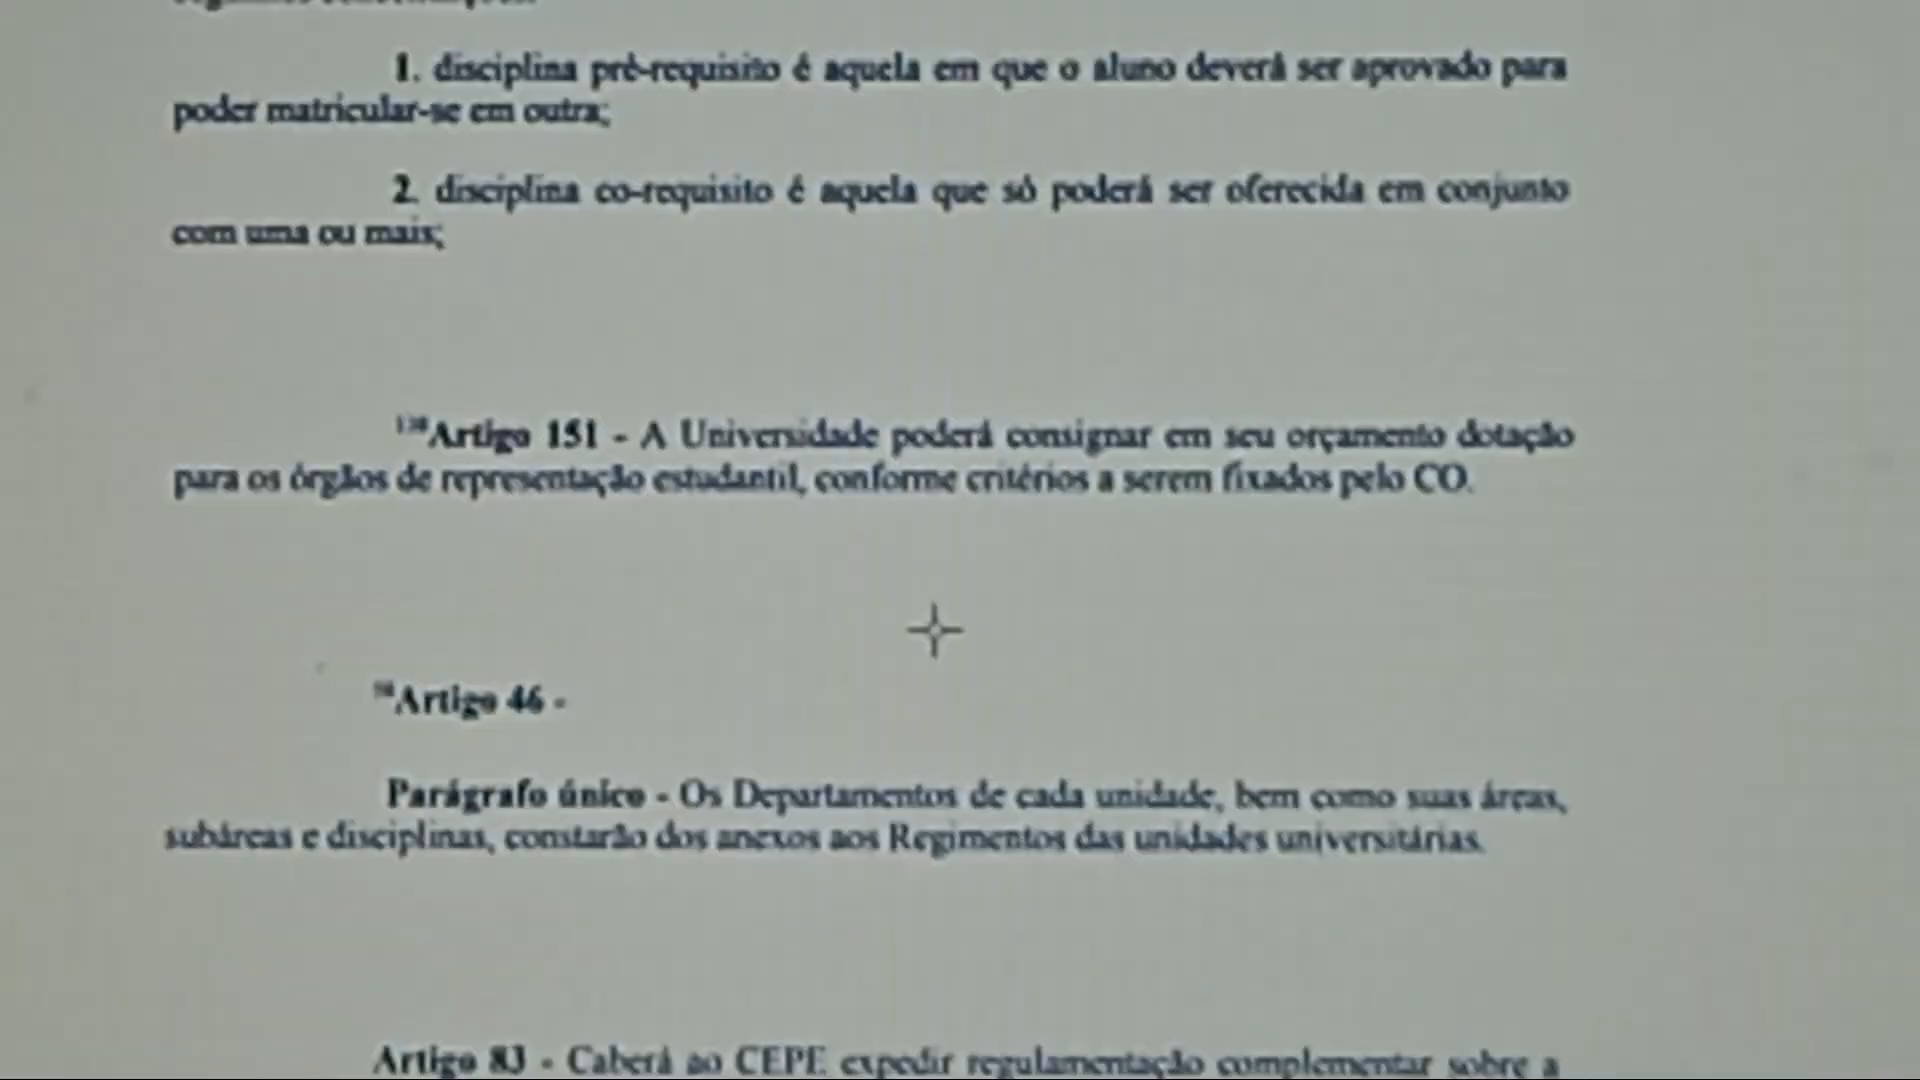 1. disciplina pré-requisito é aquela em que o aluno deverá ser aprovado para
poder matricular-se em outra;
2. disciplina co-requisito é aquela que só poderá ser oferecida em conjunto
com uma ou mais;
Artigo 151 - A Universidade poderá consignar em seu orçamento dotação
para os órgãos de representação estudantil, conforme critérios a serem fixados pelo CO.
Artigo 46 -
Parágrafo único - Os Departamentos de cada unidade, bem como suas áreas,
subáreas e disciplinas, constarão dos anexos aos Regimentos das unidades universitárias.
Artigo 83 - Caberá ao CEPE expedir regulamentação complementar sobre a